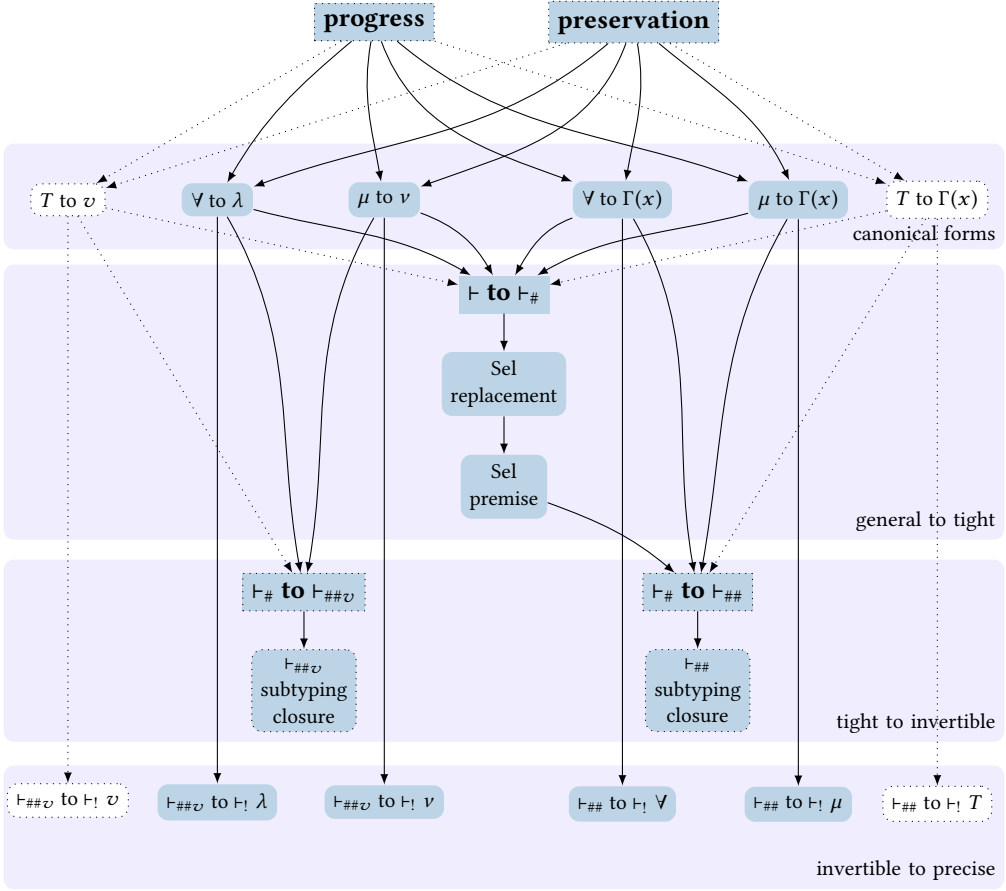 progress
preservation
T to v
∀ to λ
μ to ν
∀ to Γ(x)
μ to Γ(x)
T to Γ(x)
canonical forms
⊢ to ⊢#
Sel
replacement
Sel
premise
general to tight
⊢# to ⊢##v
⊢# to ⊢##
⊢##v
subtyping
closure
⊢##
subtyping
closure
tight to invertible
⊢##v to ⊢! v
⊢##v to ⊢! λ
⊢##v to ⊢! ν
⊢## to ⊢! ∀
⊢## to ⊢! μ
⊢## to ⊢! T
invertible to precise